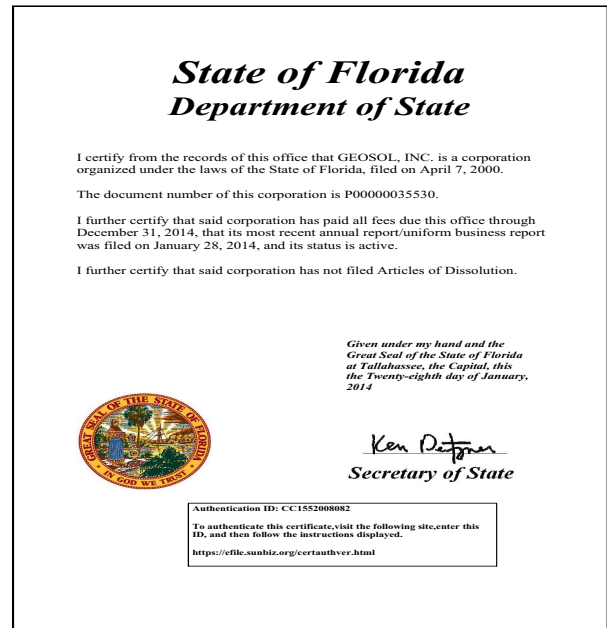 State of Florida
Department of State
I certify from the records of this office that GEOSOL, INC. is a corporation
organized under the laws of the State of Florida, filed on April 7, 2000.
The document number of this corporation is P00000035530.
I further certify that said corporation has paid all fees due this office through
December 31, 2014, that its most recent annual report/uniform business report
was filed on January 28, 2014, and its status is active.
I further certify that said corporation has not filed Articles of Dissolution.
Given under my hand and the
Great Seal of the State of Florida
at Tallahassee, the Capital, this
the Twenty-eighth day of January,
2014
GREAT SEAL OF THE STATE OF FLORIDA
IN GOD WE TRUST
Ken Detzner
Secretary of State
Authentication ID: CC1552008082
To authenticate this certificate,visit the following site,enter this
ID, and then follow the instructions displayed.
https://efile.sunbiz.org/certauthver.html